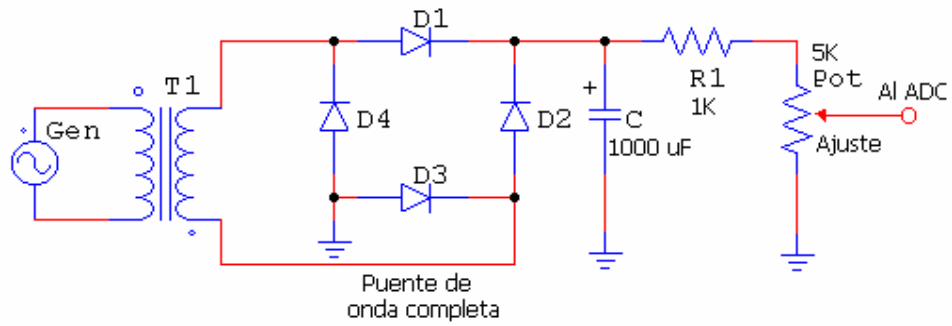 D1
T1
5K
Pot
Gen
R1
1K
Al ADC
+
D4
D2
C
1000 uF
Ajuste
D3
Puente de
onda completa